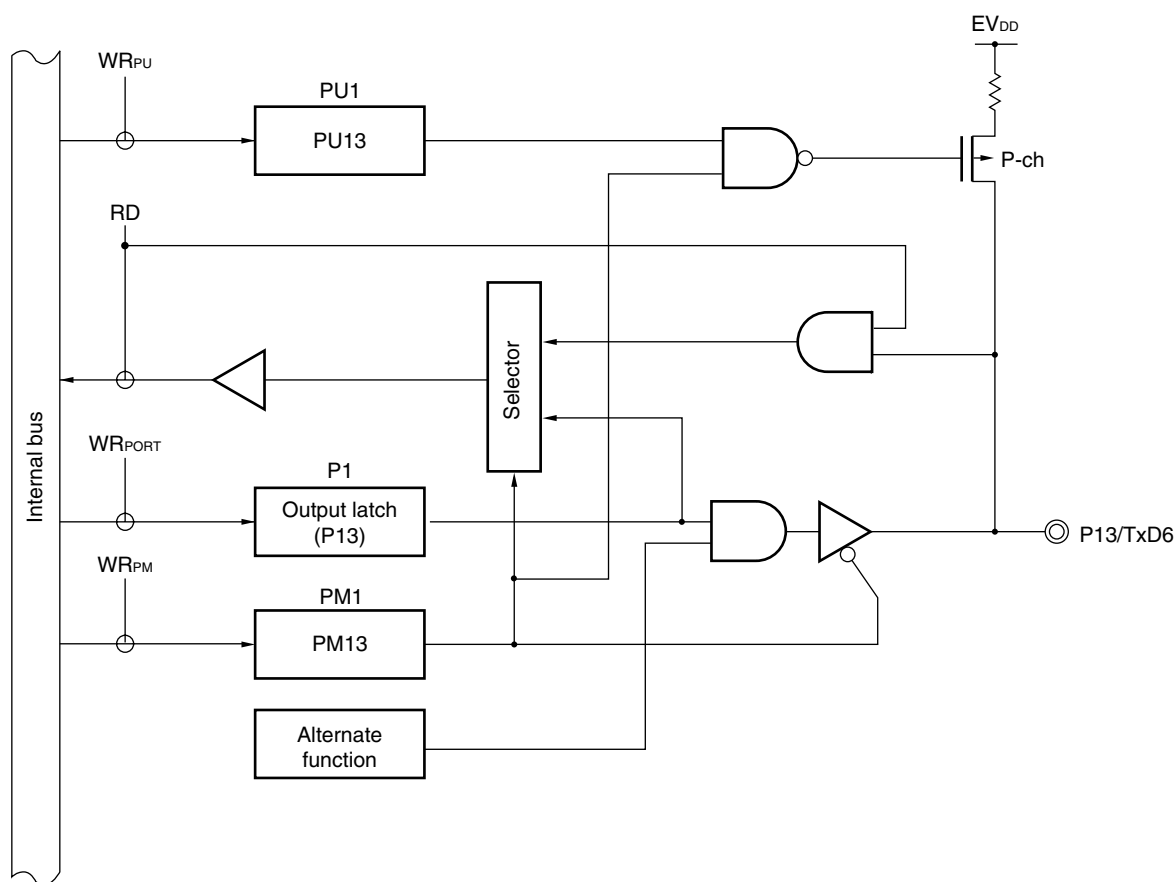 EVDD
WRPU
PU1
PU13
P-ch
RD
Selector
Internal bus
WRPORT
P1
Output latch
(P13)
P13/TxD6
WRPM
PM1
PM13
Alternate
function